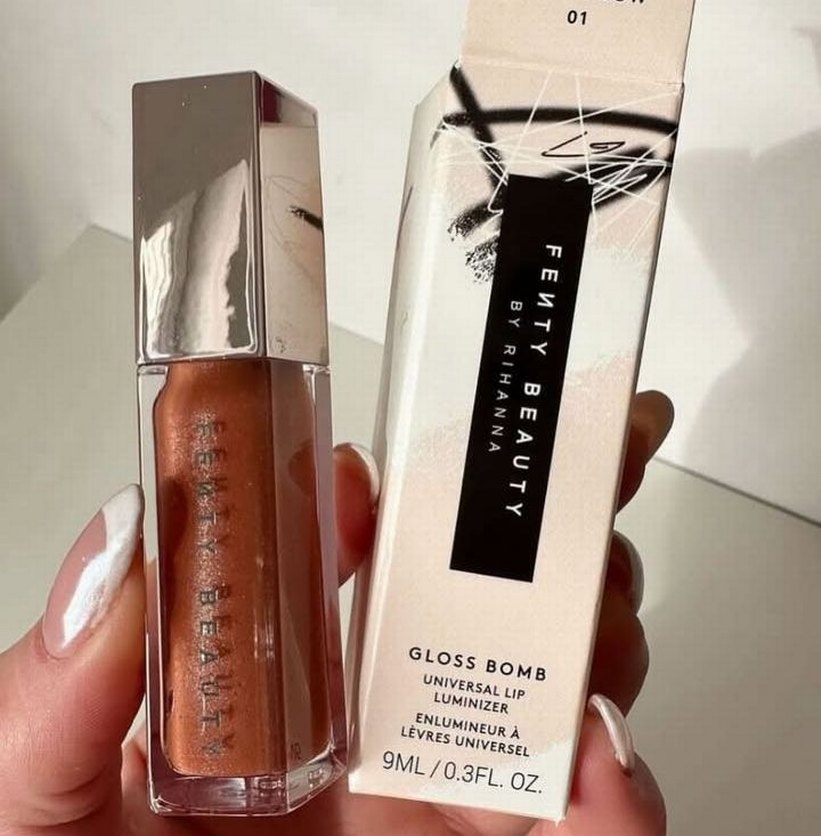 01
FENTY BEAUTY
BY RIHANNA
GLOSS BOMB
UNIVERSAL LIP
LUMINIZER
ENLUMINEUR À
LÈVRES UNIVERSEL
9ML / 0.3FL. OZ.
FENTY BEAUTY